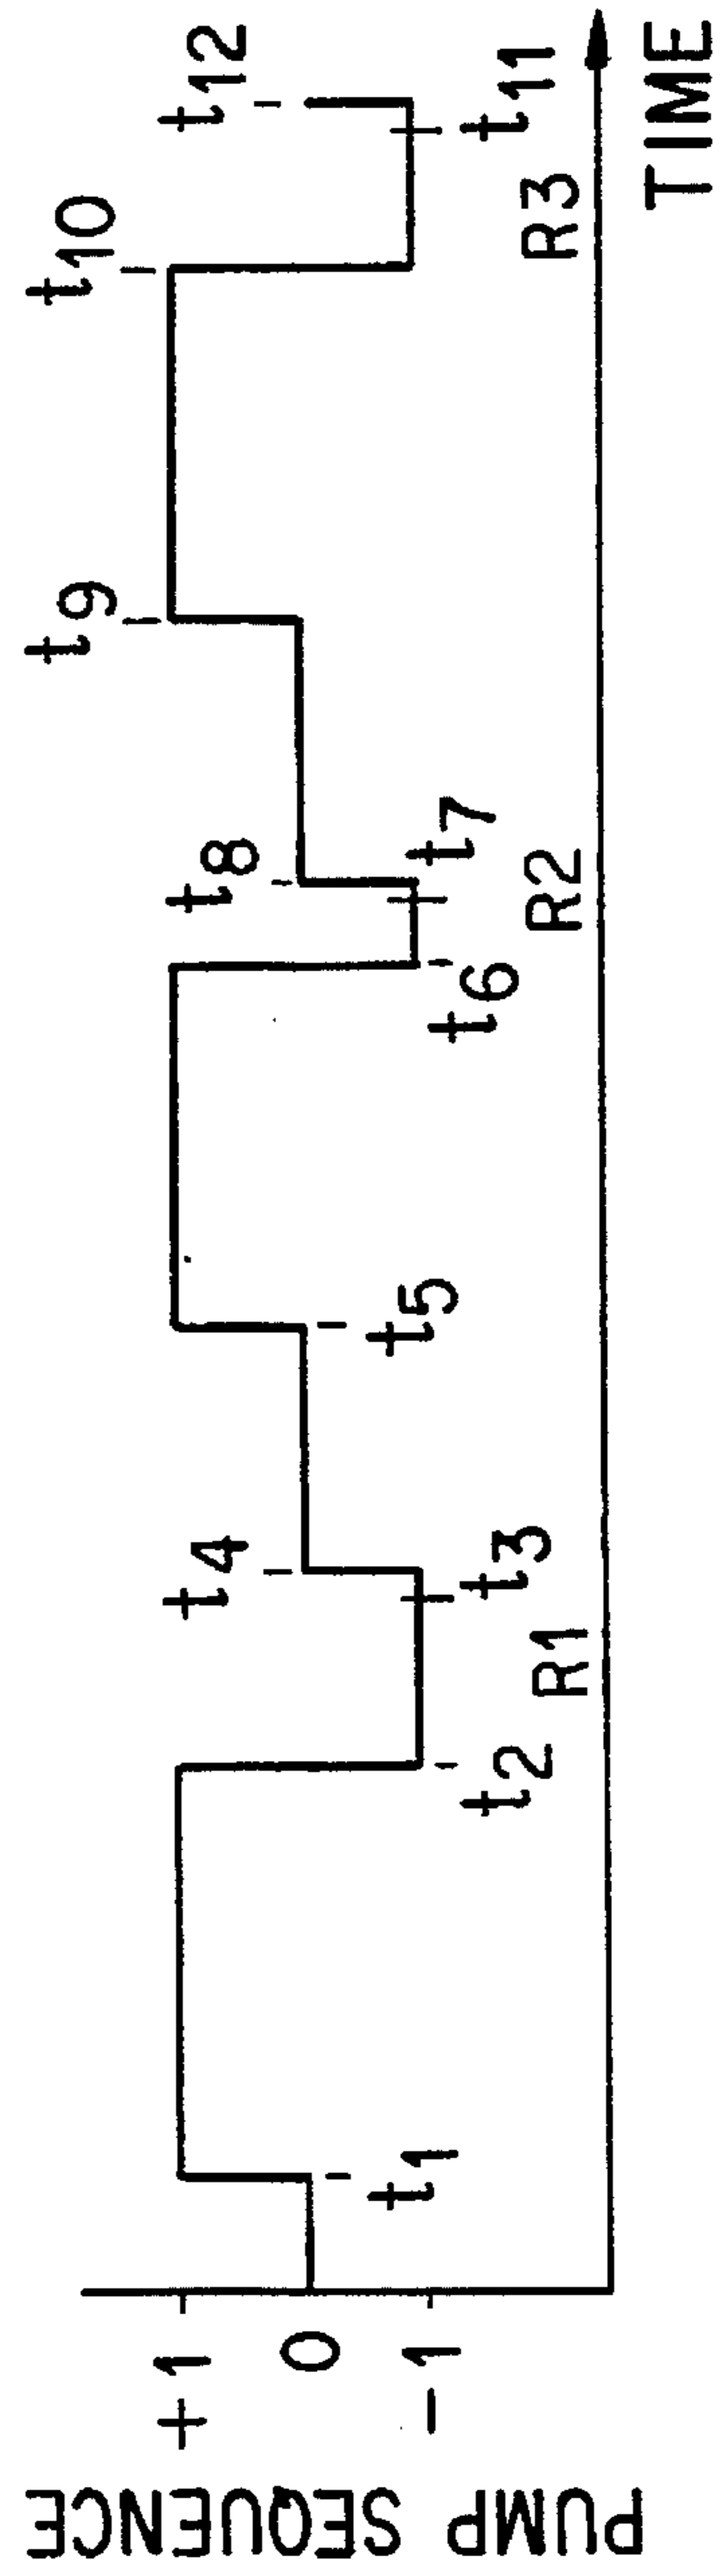 PUMP SEQUENCE
+1
0
-1
t1
t2
t3
t4
t5
t6
t7
t8
t9
t10
t11
t12
R1
R2
R3
TIME